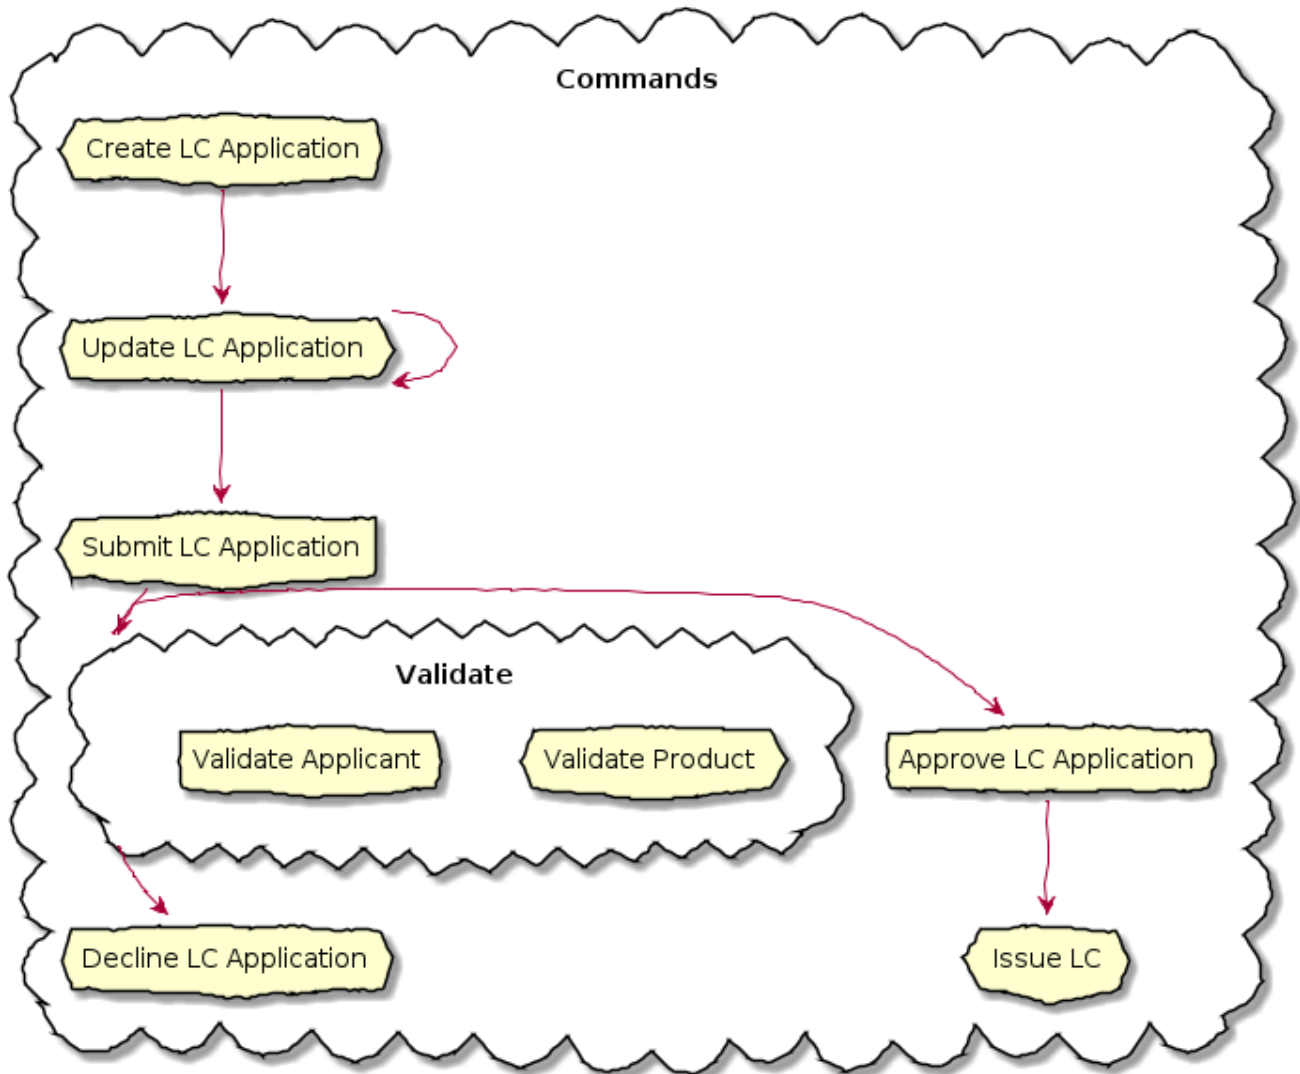 Commands
Create LC Application
Update LC Application
Submit LC Application
Validate
Validate Applicant
Validate Product
Approve LC Application
Decline LC Application
Issue LC